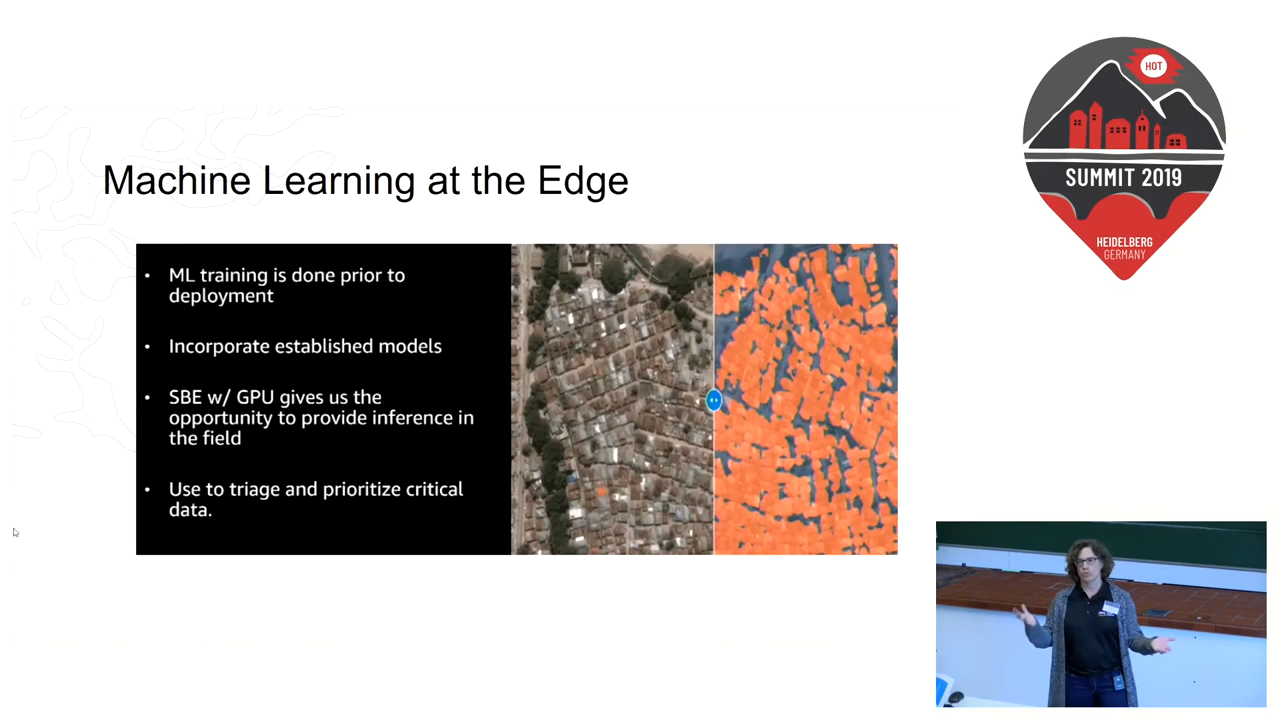 Machine Learning at the Edge
• ML training is done prior to
deployment
• Incorporate established models
• SBE w/ GPU gives us the
opportunity to provide inference in
the field
• Use to triage and prioritize critical
data.
HOT
SUMMIT 2019
HEIDELBERG
GERMANY